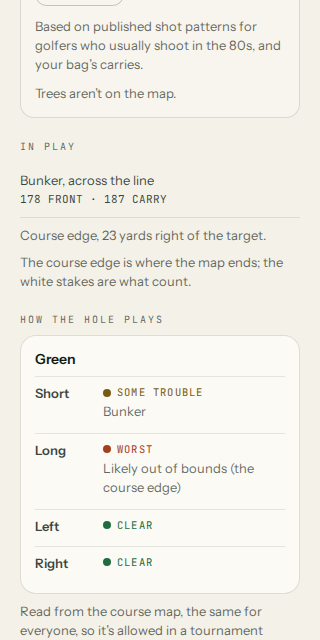 Based on published shot patterns for
golfers who usually shoot in the 80s, and
your bag’s carries.
Trees aren’t on the map.
IN PLAY
Bunker, across the line
178 FRONT · 187 CARRY
Course edge, 23 yards right of the target.
The course edge is where the map ends; the
white stakes are what count.
HOW THE HOLE PLAYS
Green
Short SOME TROUBLE
Bunker
Long WORST
Likely out of bounds (the
course edge)
Left CLEAR
Right CLEAR
Read from the course map, the same for
everyone, so it’s allowed in a tournament